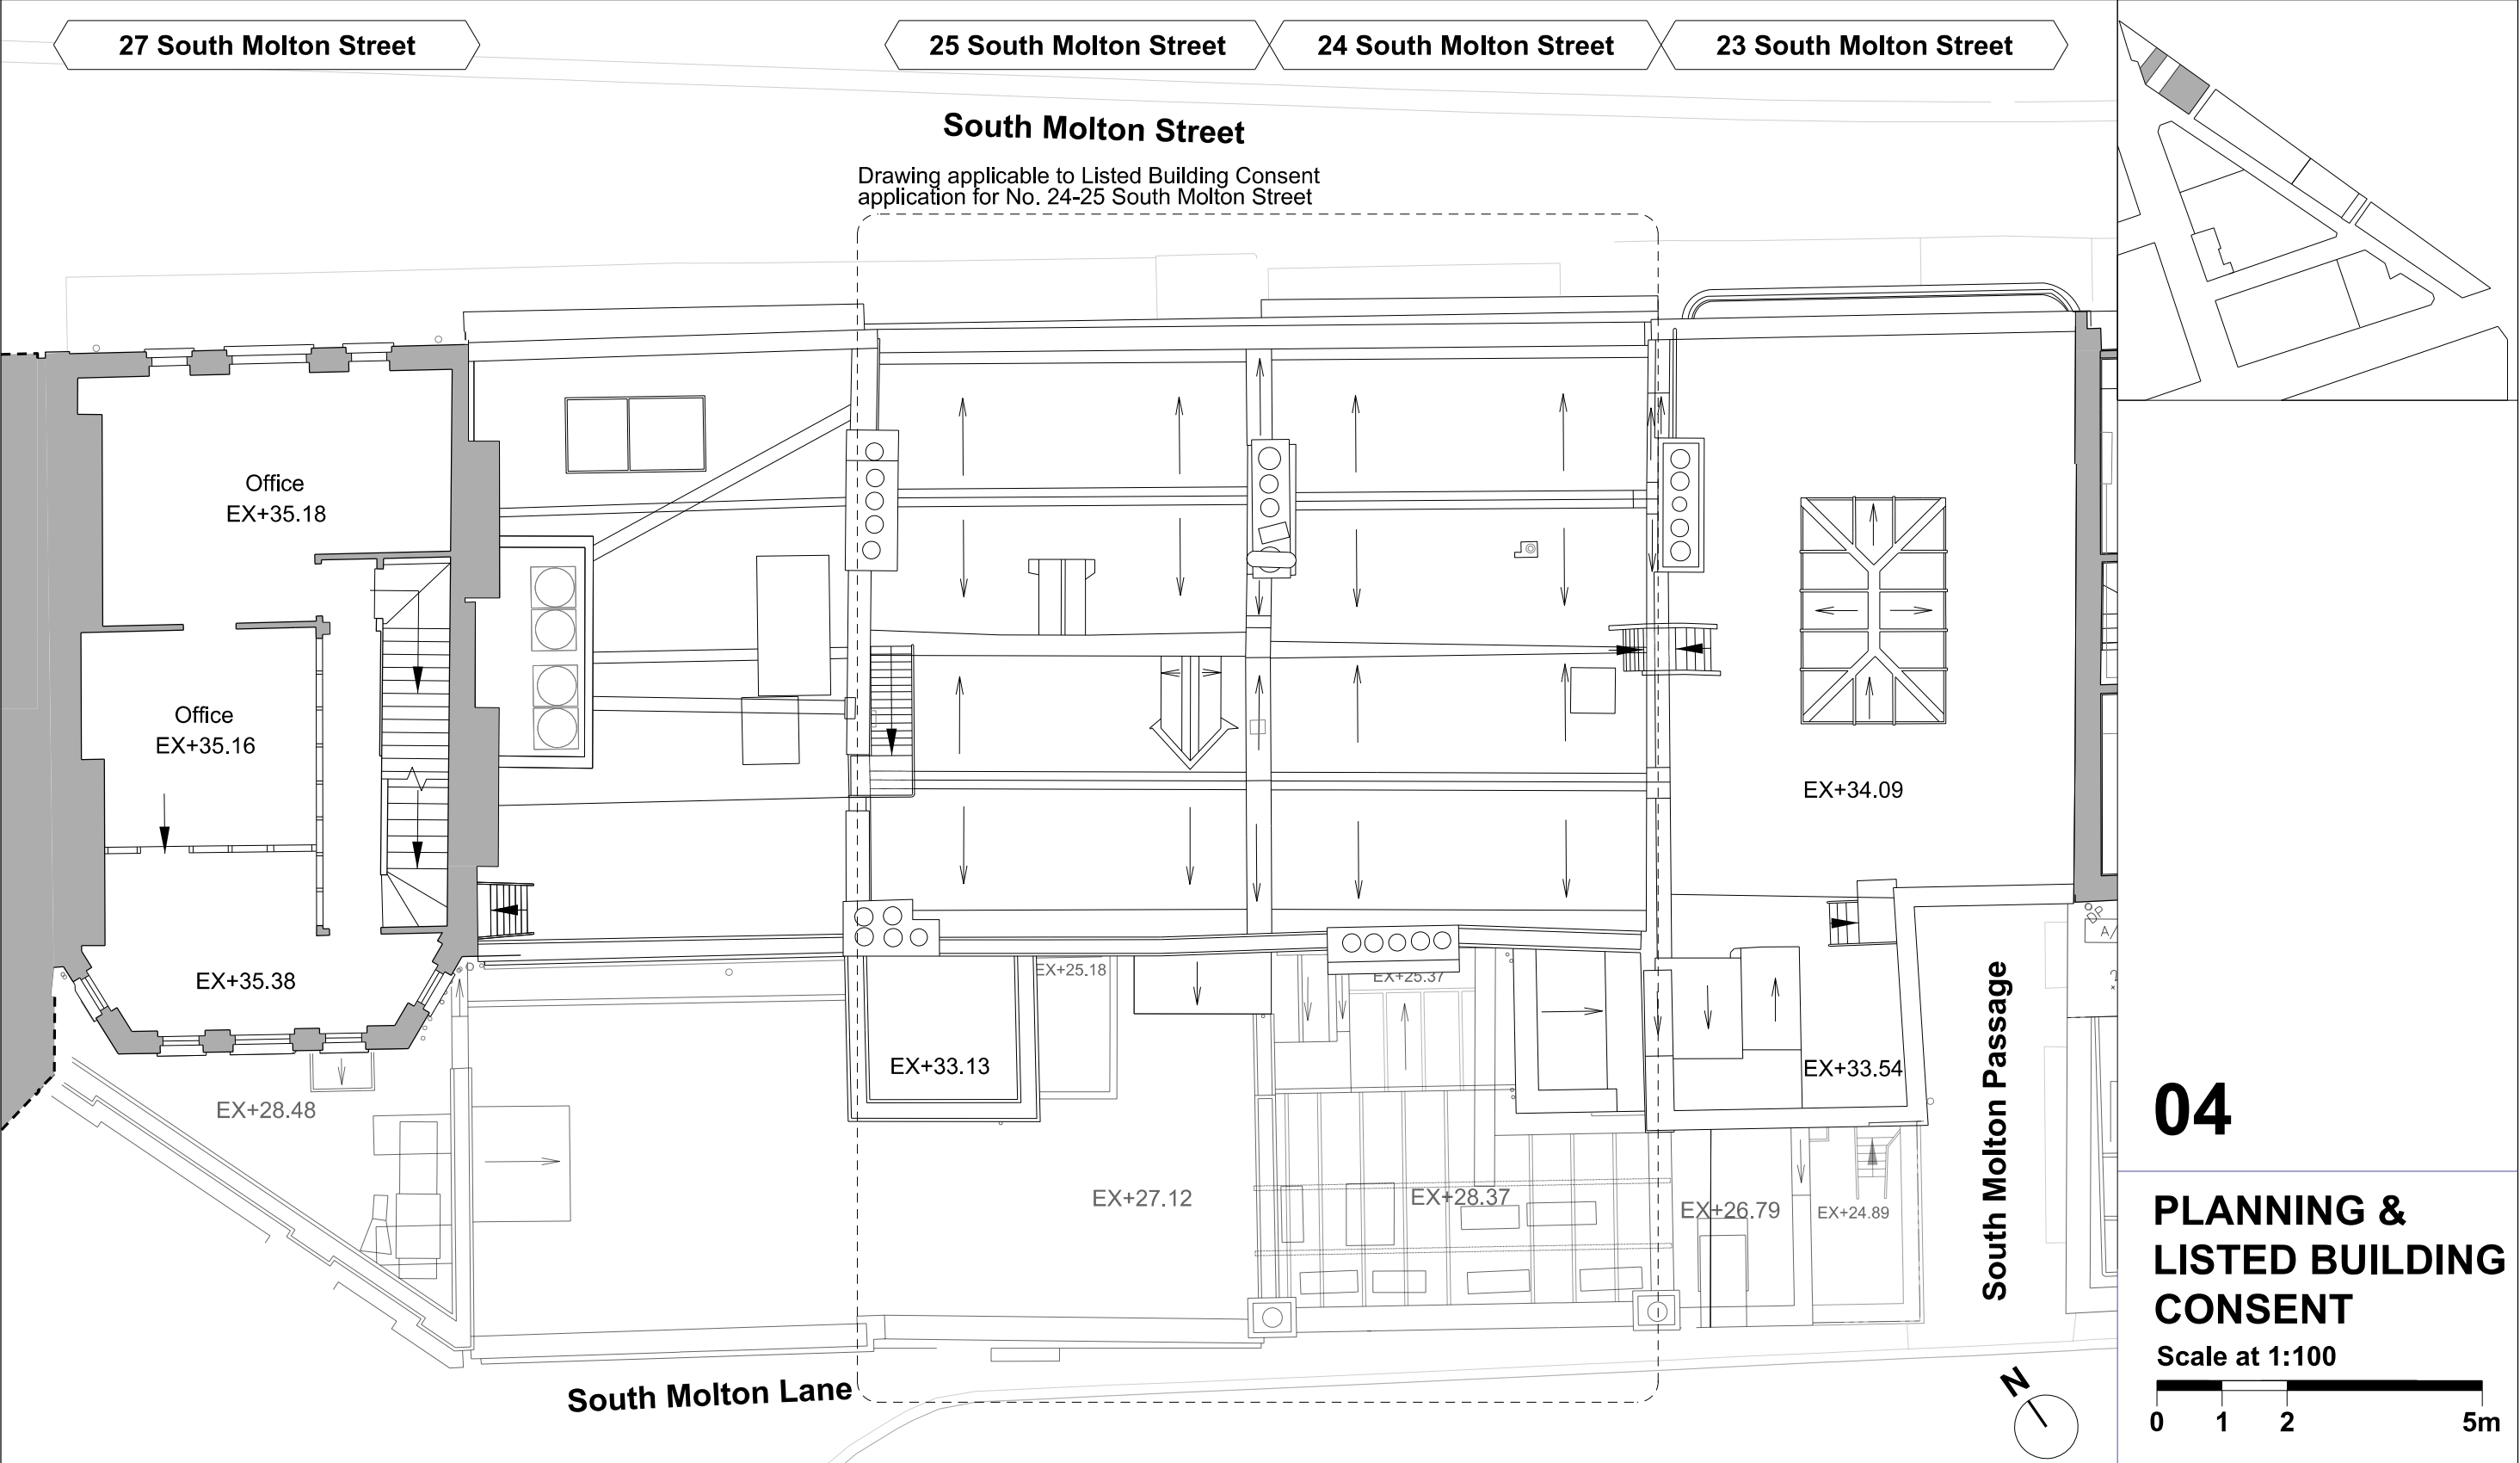 27 South Molton Street
25 South Molton Street
24 South Molton Street
23 South Molton Street
South Molton Street
Drawing applicable to Listed Building Consent
application for No. 24-25 South Molton Street
Office
EX+35.18
Office
EX+35.16
EX+34.09
EX+35.38
EX+25.18
EX+25.37
EX+33.13
EX+33.54
EX+28.48
EX+27.12
EX+28.37
EX+26.79
EX+24.89
DP
A/
South Molton Passage
South Molton Lane
N
04
PLANNING &
LISTED BUILDING
CONSENT
Scale at 1:100
0 1 2 5m